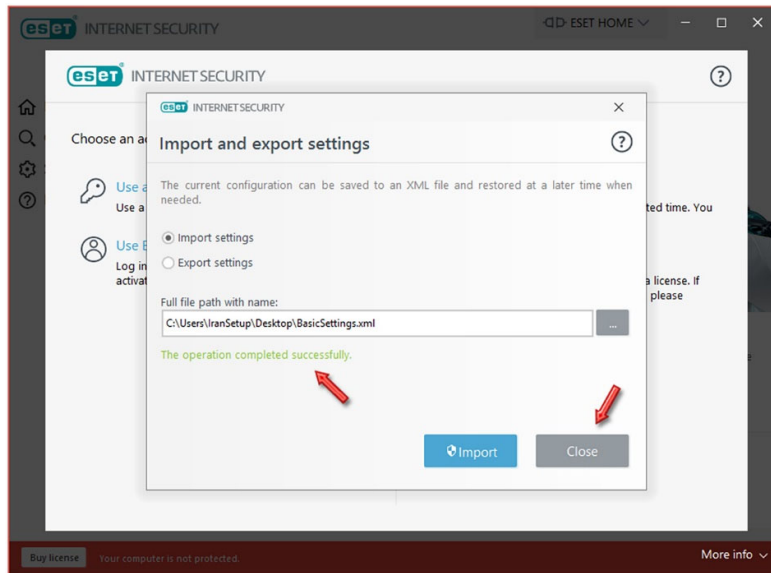 eset INTERNET SECURITY
ESET HOME
eset INTERNET SECURITY
Choose an a
Use a
Use a
ted time. You
Use E
Log in
activat
a license. If
please
eset INTERNET SECURITY
Import and export settings
The current configuration can be saved to an XML file and restored at a later time when
needed.
Import settings
Export settings
Full file path with name:
C:\Users\IranSetup\Desktop\BasicSettings.xml
...
The operation completed successfully.
Import
Close
Buy license
Your computer is not protected.
More info